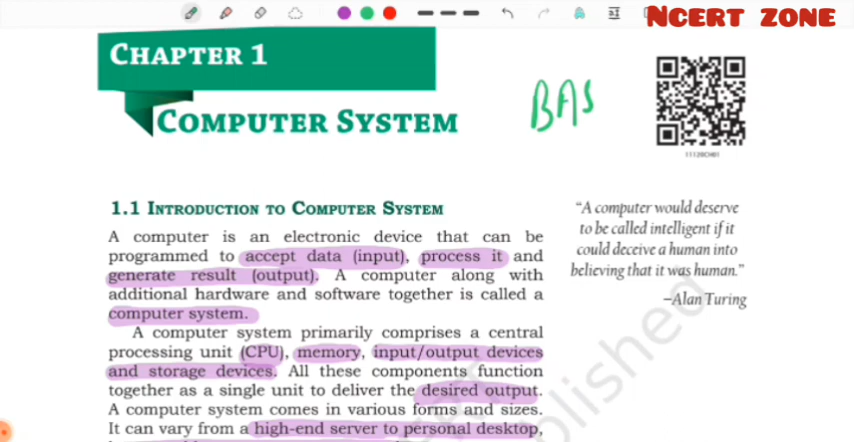 NCERT ZONE
CHAPTER 1
COMPUTER SYSTEM
BAS
11120CH01
1.1 INTRODUCTION TO COMPUTER SYSTEM
A computer is an electronic device that can be
programmed to accept data (input), process it and
generate result (output). A computer along with
additional hardware and software together is called a
computer system.
A computer system primarily comprises a central
processing unit (CPU), memory, input/output devices
and storage devices. All these components function
together as a single unit to deliver the desired output.
A computer system comes in various forms and sizes.
It can vary from a high-end server to personal desktop,
“A computer would deserve
to be called intelligent if it
could deceive a human into
believing that it was human.”
–Alan Turing